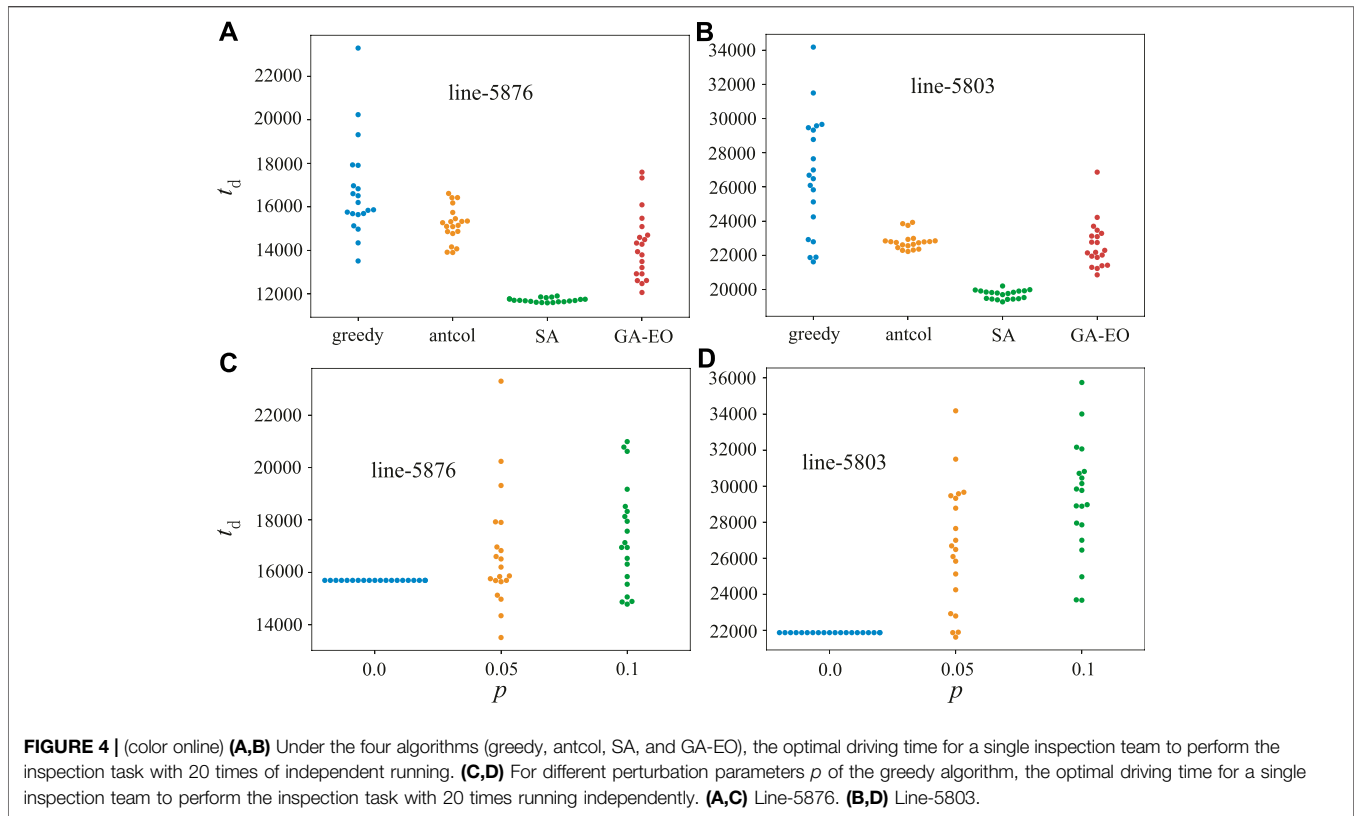 A
22000
20000
18000
16000
14000
12000
t_d
line-5876
greedy
antcol
SA
GA-EO
B
34000
32000
30000
28000
26000
24000
22000
20000
line-5803
greedy
antcol
SA
GA-EO
C
22000
20000
18000
16000
14000
t_d
line-5876
0.0
0.05
0.1
p
D
36000
34000
32000
30000
28000
26000
24000
22000
line-5803
0.0
0.05
0.1
p
FIGURE 4 | (color online) (A,B) Under the four algorithms (greedy, antcol, SA, and GA-EO), the optimal driving time for a single inspection team to perform the
inspection task with 20 times of independent running. (C,D) For different perturbation parameters p of the greedy algorithm, the optimal driving time for a single
inspection team to perform the inspection task with 20 times running independently. (A,C) Line-5876. (B,D) Line-5803.